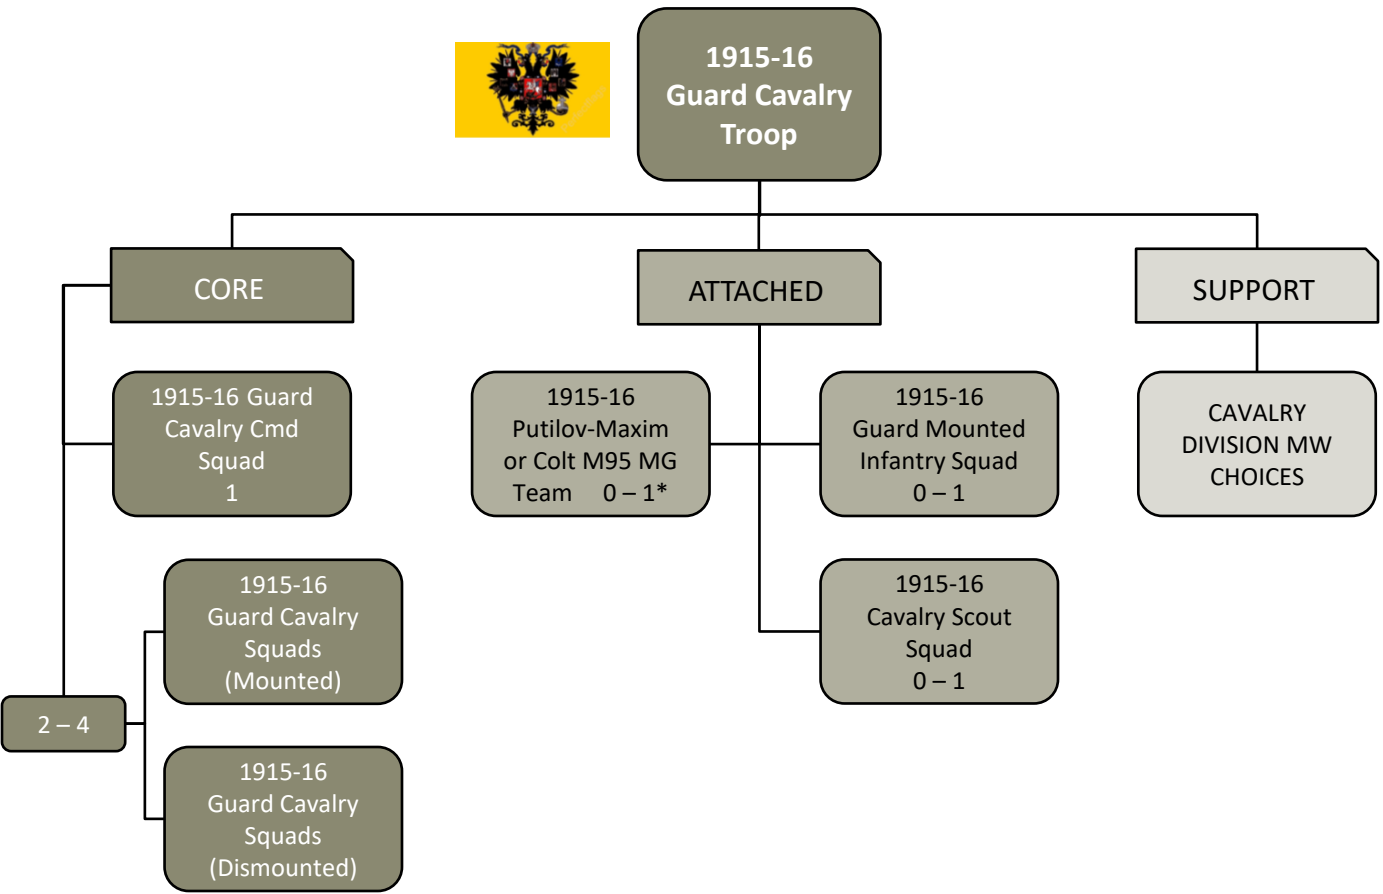 1915-16
Guard Cavalry
Troop
CORE
ATTACHED
SUPPORT
1915-16 Guard
Cavalry Cmd
Squad
1
1915-16
Putilov-Maxim
or Colt M95 MG
Team 0 – 1*
1915-16
Guard Mounted
Infantry Squad
0 – 1
CAVALRY
DIVISION MW
CHOICES
1915-16
Guard Cavalry
Squads
(Mounted)
1915-16
Cavalry Scout
Squad
0 – 1
2 – 4
1915-16
Guard Cavalry
Squads
(Dismounted)